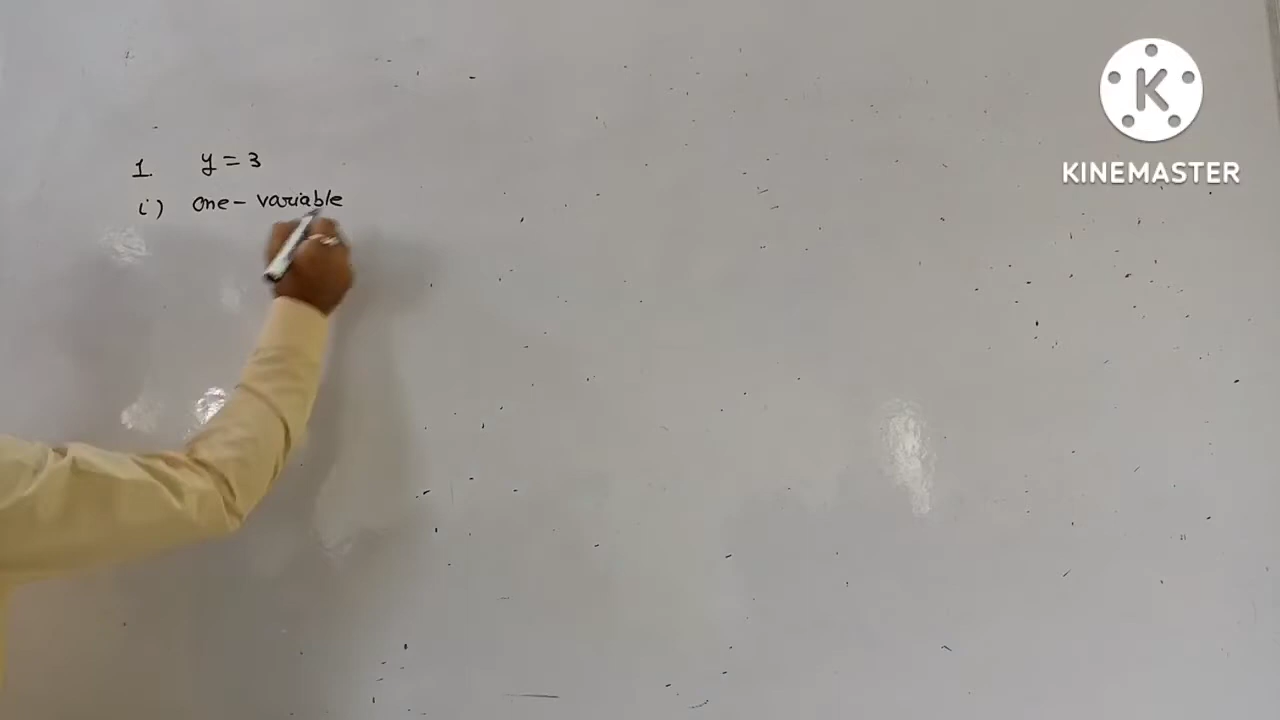 1. y = 3
i) one - variable
K
KINEMASTER